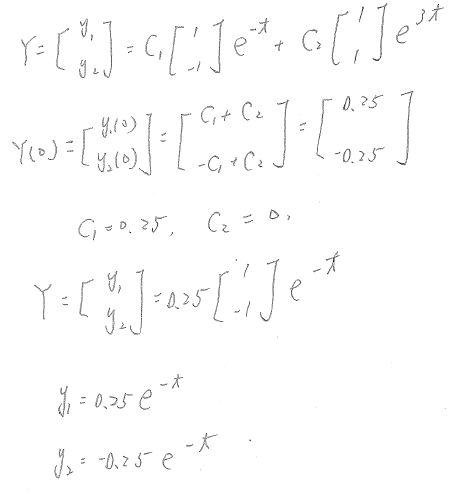 Y = [y₁ y₂] = C₁ [1 -1] e^{-t} + C₂ [1 1] e^{3t}
Y(0) = [y₁(0) y₂(0)] = [C₁ + C₂ -C₁ + C₂] = [0.25 -0.25]
C₁ = 0.25, C₂ = 0,
Y = [y₁ y₂] = 0.25 [1 -1] e^{-t}
y₁ = 0.25 e^{-t}
y₂ = -0.25 e^{-t}.